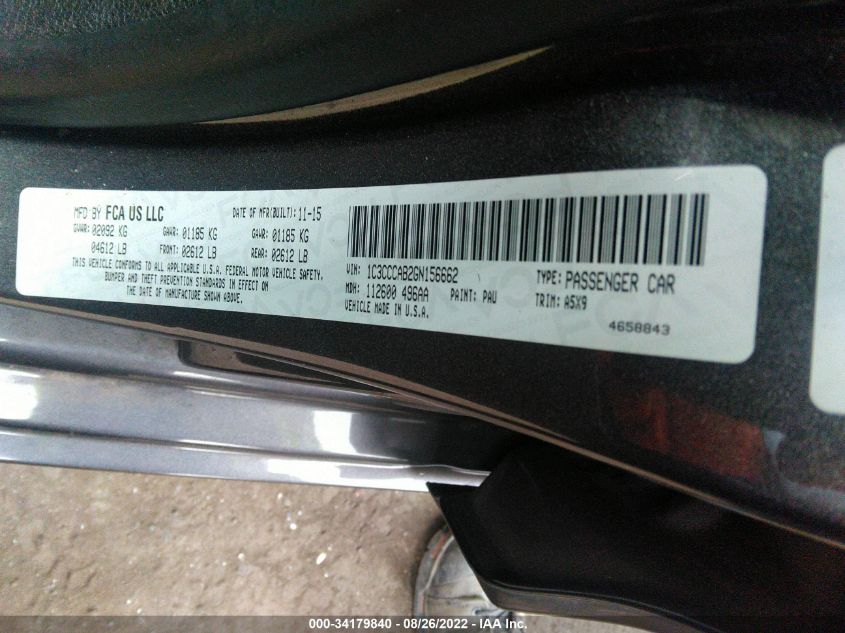 MFD BY FCA US LLC
DATE OF MFR(BUILT): 11-15
GVWR: 02092 KG GAWR: 01185 KG GAWR: 01185 KG
04612 LB FRONT: 02612 LB REAR: 02612 LB
THIS VEHICLE CONFORMS TO ALL APPLICABLE U.S.A. FEDERAL MOTOR VEHICLE SAFETY,
BUMPER AND THEFT PREVENTION STANDARDS IN EFFECT ON
THE DATE OF MANUFACTURE SHOWN ABOVE.
VIN: 1C3CCCAB2GN156662 TYPE: PASSENGER CAR
MDH: 112600 496AA PAINT: PAU TRIM: A5X9
VEHICLE MADE IN U.S.A.
4658843
000-34179840 - 08/26/2022 - IAA Inc.